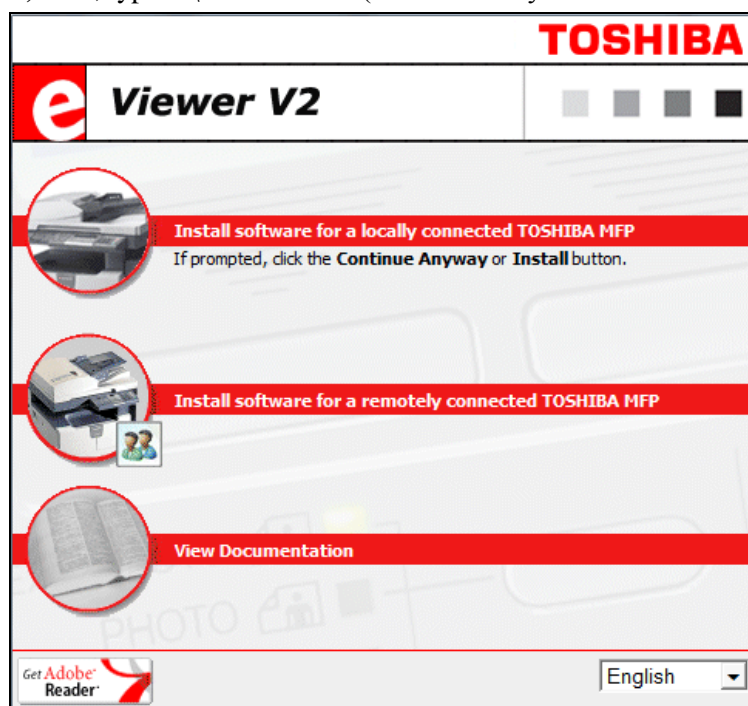 TOSHIBA
e Viewer V2
Install software for a locally connected TOSHIBA MFP
If prompted, click the Continue Anyway or Install button.
Install software for a remotely connected TOSHIBA MFP
View Documentation
PHOTO
Get Adobe
Reader
English